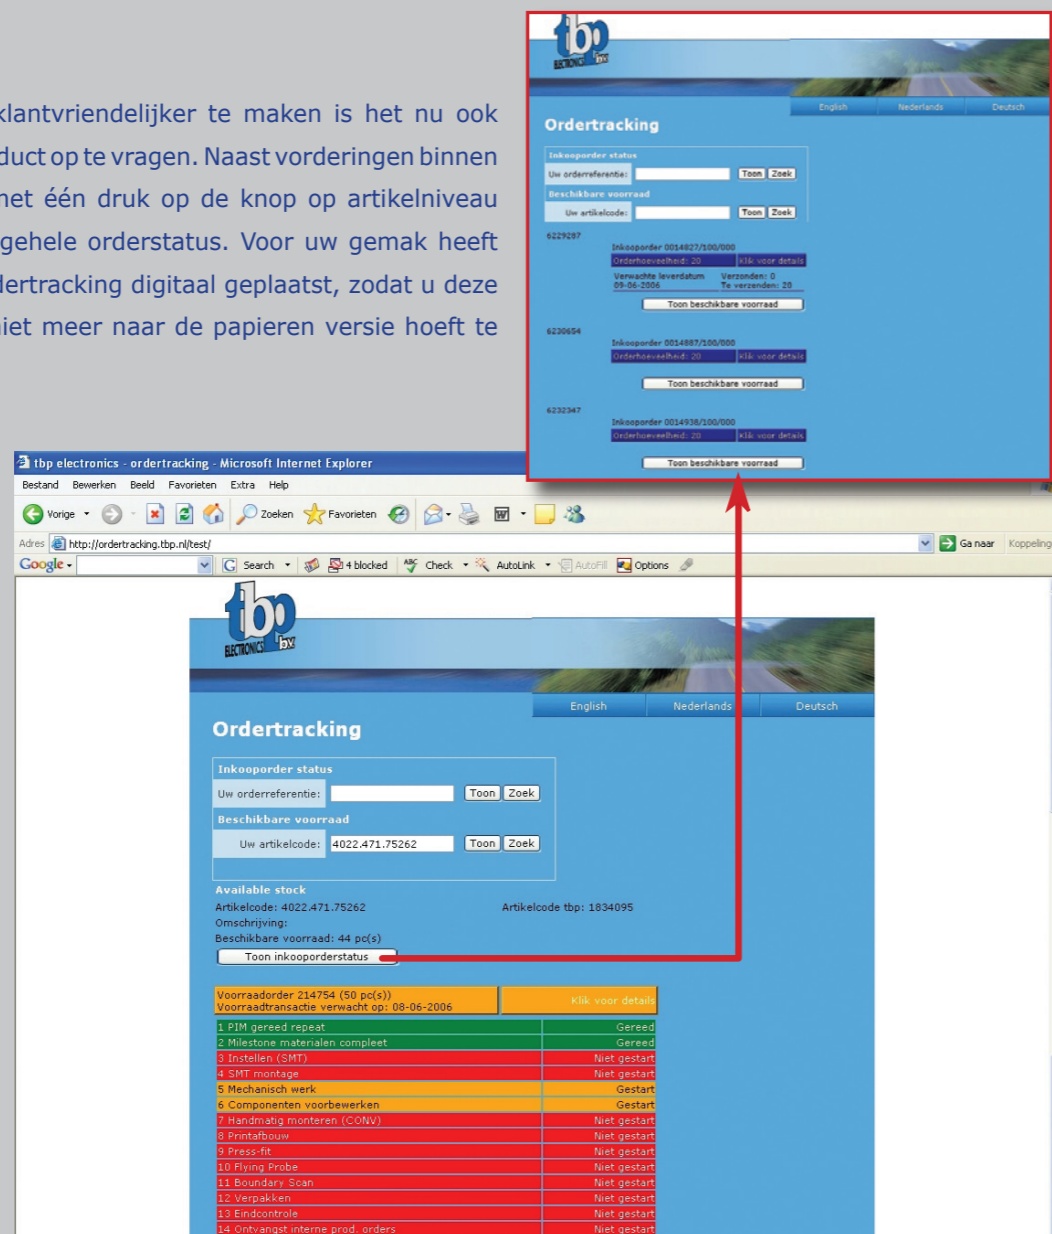 klantvriendelijker te maken is het nu ook
duct op te vragen. Naast vorderingen binnen
met één druk op de knop op artikelniveau
gehele orderstatus. Voor uw gemak heeft
dertracking digitaal geplaatst, zodat u deze
niet meer naar de papieren versie hoeft te
tbp
ELECTRONICS bv
English Nederlands Deutsch
Ordertracking
Inkooporder status
Uw orderreferentie: Toon Zoek
Beschikbare voorraad
Uw artikelcode: Toon Zoek
6229287
Inkooporder 0014827/100/000
Orderhoeveelheid: 20 Klik voor details
Verwachte leverdatum Verzonden: 0
09-06-2006 Te verzenden: 20
Toon beschikbare voorraad
6230654
Inkooporder 0014887/100/000
Orderhoeveelheid: 20 Klik voor details
Toon beschikbare voorraad
6232347
Inkooporder 0014938/100/000
Orderhoeveelheid: 20 Klik voor details
Toon beschikbare voorraad
tbp electronics - ordertracking - Microsoft Internet Explorer
Bestand Bewerken Beeld Favorieten Extra Help
Vorige Zoeken Favorieten W
Adres http://ordertracking.tbp.nl/test/ Ga naar Koppeling
Google G Search 4 blocked ABC Check AutoLink AutoFill Options
tbp
ELECTRONICS bv
English Nederlands Deutsch
Ordertracking
Inkooporder status
Uw orderreferentie: Toon Zoek
Beschikbare voorraad
Uw artikelcode: 4022.471.75262 Toon Zoek
Available stock
Artikelcode: 4022.471.75262 Artikelcode tbp: 1834095
Omschrijving:
Beschikbare voorraad: 44 pc(s)
Toon inkooporderstatus
Voorraadorder 214754 (50 pc(s))
Voorraadtransactie verwacht op: 08-06-2006 Klik voor details
1 PIM gereed repeat Gereed
2 Milestone materialen compleet Gereed
3 Instellen (SMT) Niet gestart
4 SMT montage Niet gestart
5 Mechanisch werk Gestart
6 Componenten voorbewerken Gestart
7 Handmatig monteren (CONV) Niet gestart
8 Printafbouw Niet gestart
9 Press-fit Niet gestart
10 Flying Probe Niet gestart
11 Boundary Scan Niet gestart
12 Verpakken Niet gestart
13 Eindcontrole Niet gestart
14 Ontvangst interne prod. orders Niet gestart